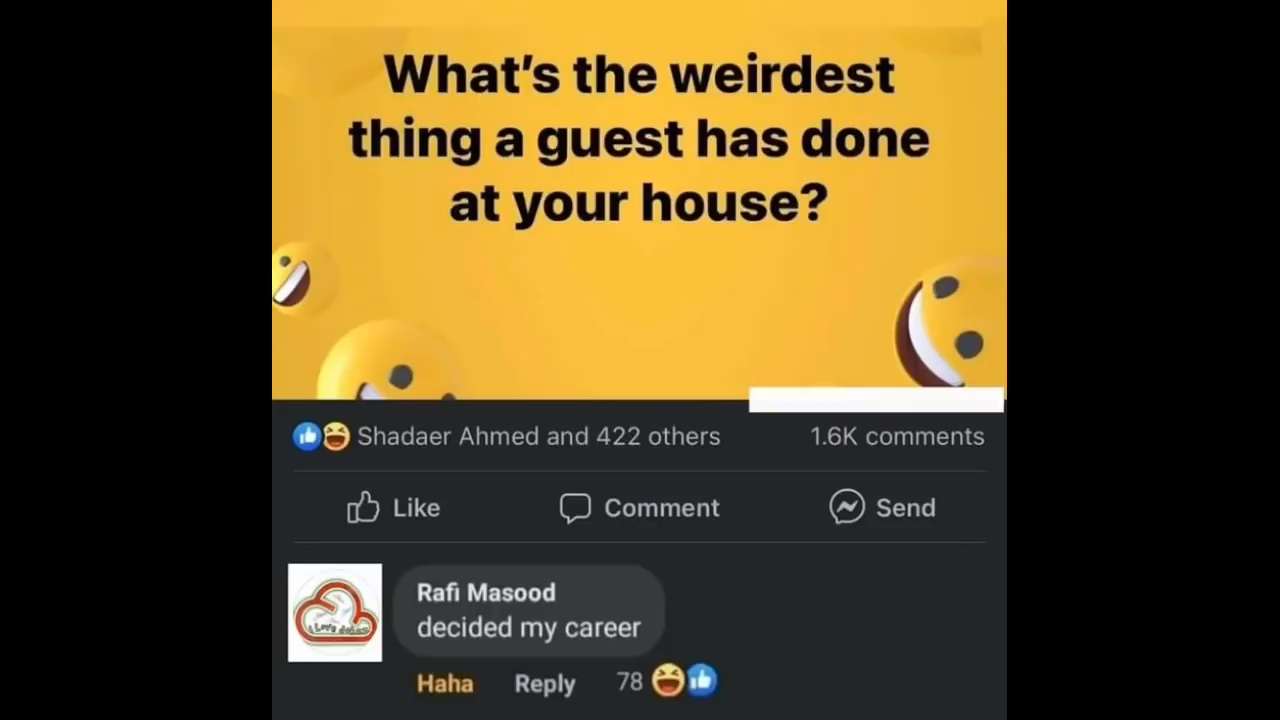 What's the weirdest
thing a guest has done
at your house?
Shadaer Ahmed and 422 others
1.6K comments
Like
Comment
Send
Rafi Masood
decided my career
Haha
Reply
78